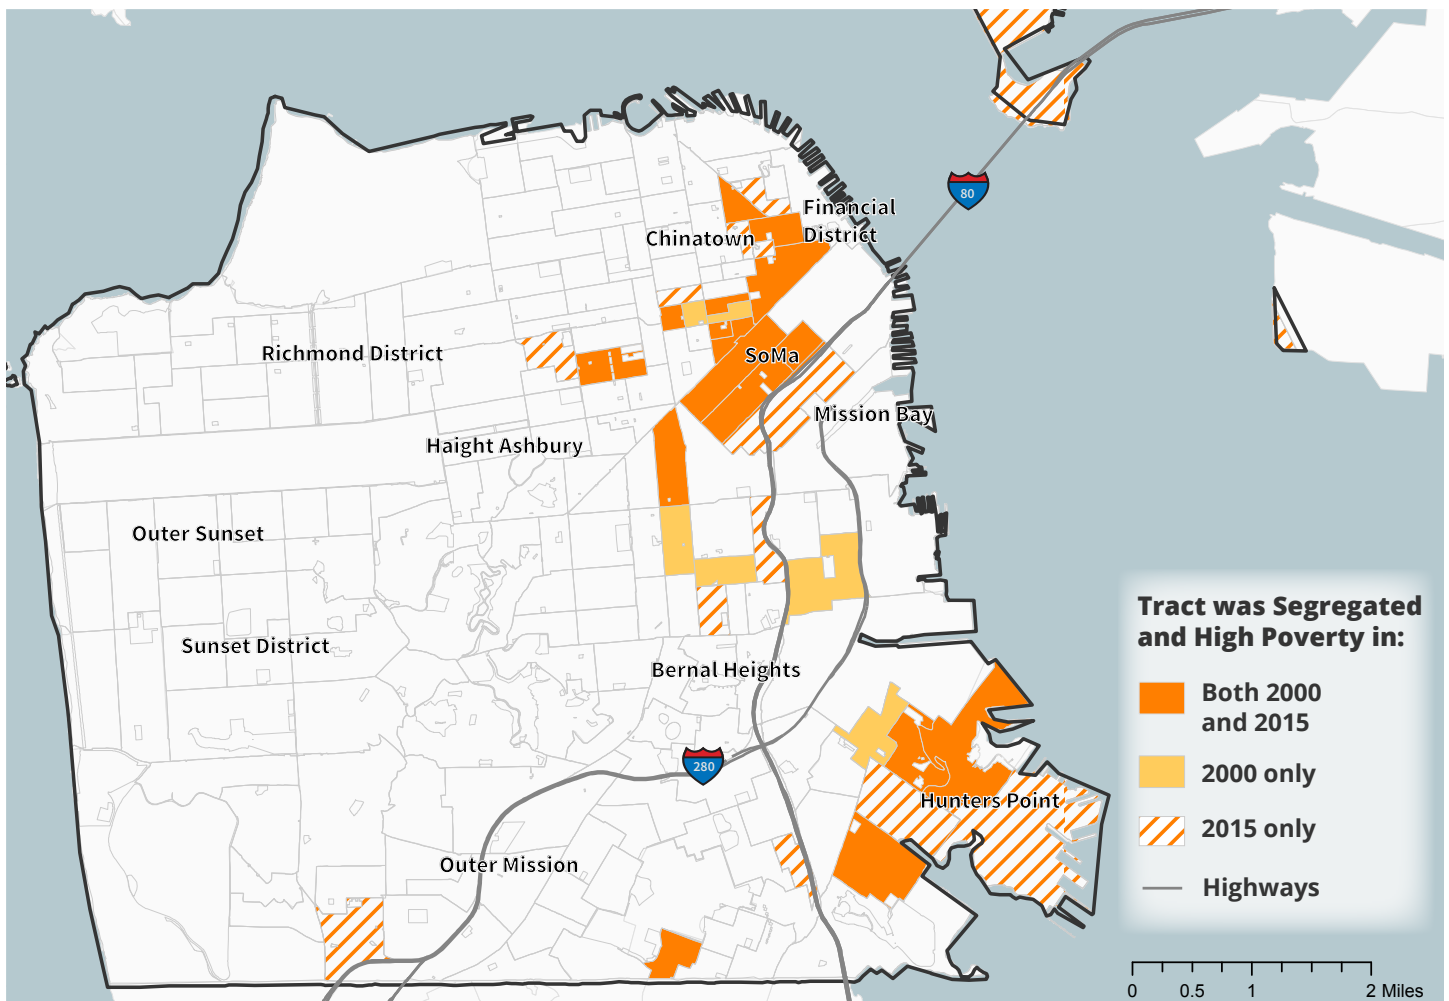 80
Financial
District
Chinatown
Richmond District
SoMa
Mission Bay
Haight Ashbury
Outer Sunset
Sunset District
Bernal Heights
280
Hunters Point
Outer Mission
Tract was Segregated
and High Poverty in:
Both 2000
and 2015
2000 only
2015 only
Highways
0 0.5 1 2 Miles